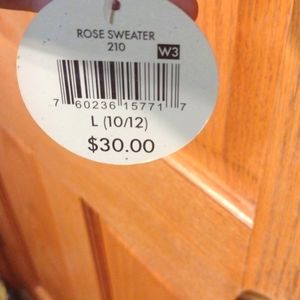 ROSE SWEATER
210
W3
7 60236 15771 7
L (10/12)
$30.00